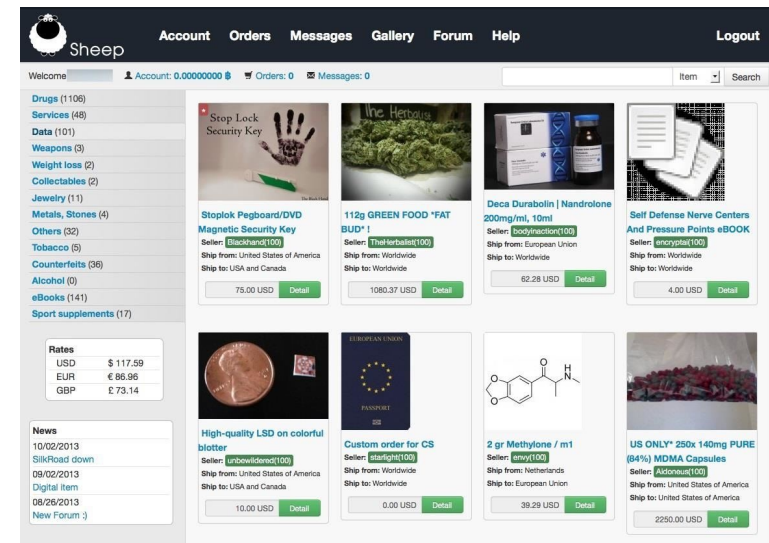 Sheep
Account Orders Messages Gallery Forum Help Logout
Welcome Account: 0.00000000 ฿ Orders: 0 Messages: 0 Item Search
Drugs (1106)
Services (48)
Data (101)
Weapons (3)
Weight loss (2)
Collectables (2)
Jewelry (11)
Metals, Stones (4)
Others (32)
Tobacco (5)
Counterfeits (36)
Alcohol (0)
eBooks (141)
Sport supplements (17)
Rates
USD $ 117.59
EUR € 86.96
GBP £ 73.14
News
10/02/2013
SilkRoad down
09/02/2013
Digital item
08/26/2013
New Forum :)
Stop Lock
Security Key
Stoplok Pegboard/DVD
Magnetic Security Key
Seller: Blackhand(100)
Ship from: United States of America
Ship to: USA and Canada
75.00 USD Detail
The Herbalist
112g GREEN FOOD *FAT
BUD* !
Seller: TheHerbalist(100)
Ship from: Worldwide
Ship to: Worldwide
1080.37 USD Detail
Deca Durabolin | Nandrolone
200mg/ml, 10ml
Seller: bodyinaction(100)
Ship from: European Union
Ship to: Worldwide
62.28 USD Detail
Self Defense Nerve Centers
And Pressure Points eBOOK
Seller: encryptai(100)
Ship from: Worldwide
Ship to: Worldwide
4.00 USD Detail
High-quality LSD on colorful
blotter
Seller: unbewildered(100)
Ship from: United States of America
Ship to: USA and Canada
10.00 USD Detail
EUROPEAN UNION
PASSPORT
Custom order for CS
Seller: starlight(100)
Ship from: Worldwide
Ship to: Worldwide
0.00 USD Detail
O
H
N
O
O
2 gr Methylone / m1
Seller: envy(100)
Ship from: Netherlands
Ship to: European Union
39.29 USD Detail
US ONLY* 250x 140mg PURE
(84%) MDMA Capsules
Seller: Aidoneus(100)
Ship from: United States of America
Ship to: United States of America
2250.00 USD Detail